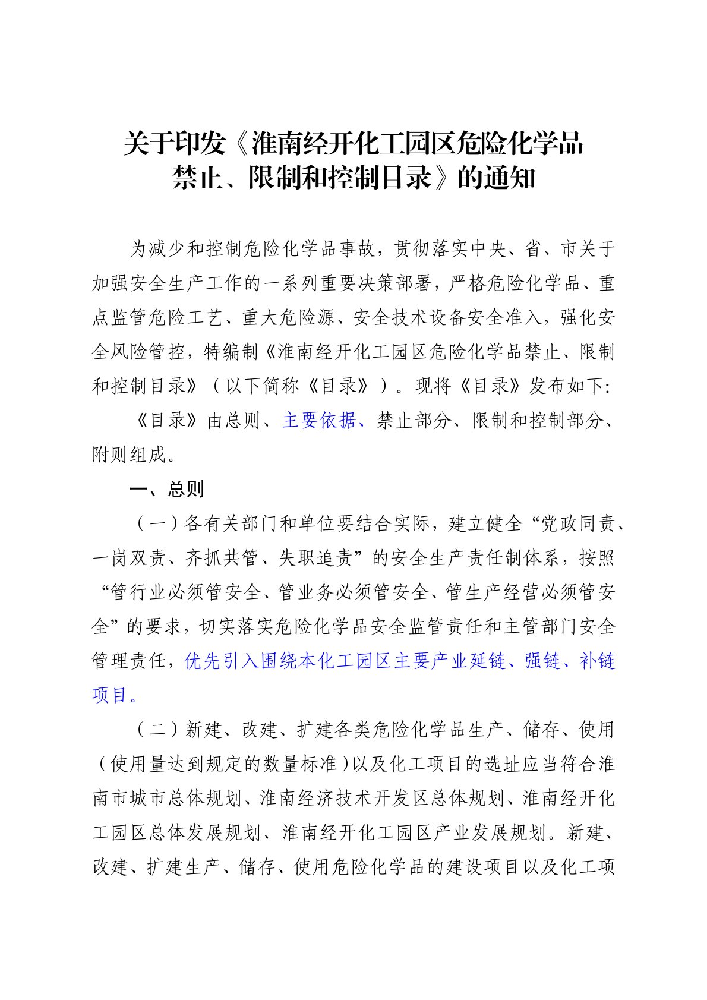 关于印发《淮南经开化工园区危险化学品
禁止、限制和控制目录》的通知
为减少和控制危险化学品事故，贯彻落实中央、省、市关于
加强安全生产工作的一系列重要决策部署，严格危险化学品、重
点监管危险工艺、重大危险源、安全技术设备安全准入，强化安
全风险管控，特编制《淮南经开化工园区危险化学品禁止、限制
和控制目录》（以下简称《目录》）。现将《目录》发布如下：
《目录》由总则、主要依据、禁止部分、限制和控制部分、
附则组成。
一、总则
（一）各有关部门和单位要结合实际，建立健全“党政同责、
一岗双责、齐抓共管、失职追责”的安全生产责任制体系，按照
“管行业必须管安全、管业务必须管安全、管生产经营必须管安
全”的要求，切实落实危险化学品安全监管责任和主管部门安全
管理责任，优先引入围绕本化工园区主要产业延链、强链、补链
项目。
（二）新建、改建、扩建各类危险化学品生产、储存、使用
（使用量达到规定的数量标准）以及化工项目的选址应当符合淮
南市城市总体规划、淮南经济技术开发区总体规划、淮南经开化
工园区总体发展规划、淮南经开化工园区产业发展规划。新建、
改建、扩建生产、储存、使用危险化学品的建设项目以及化工项